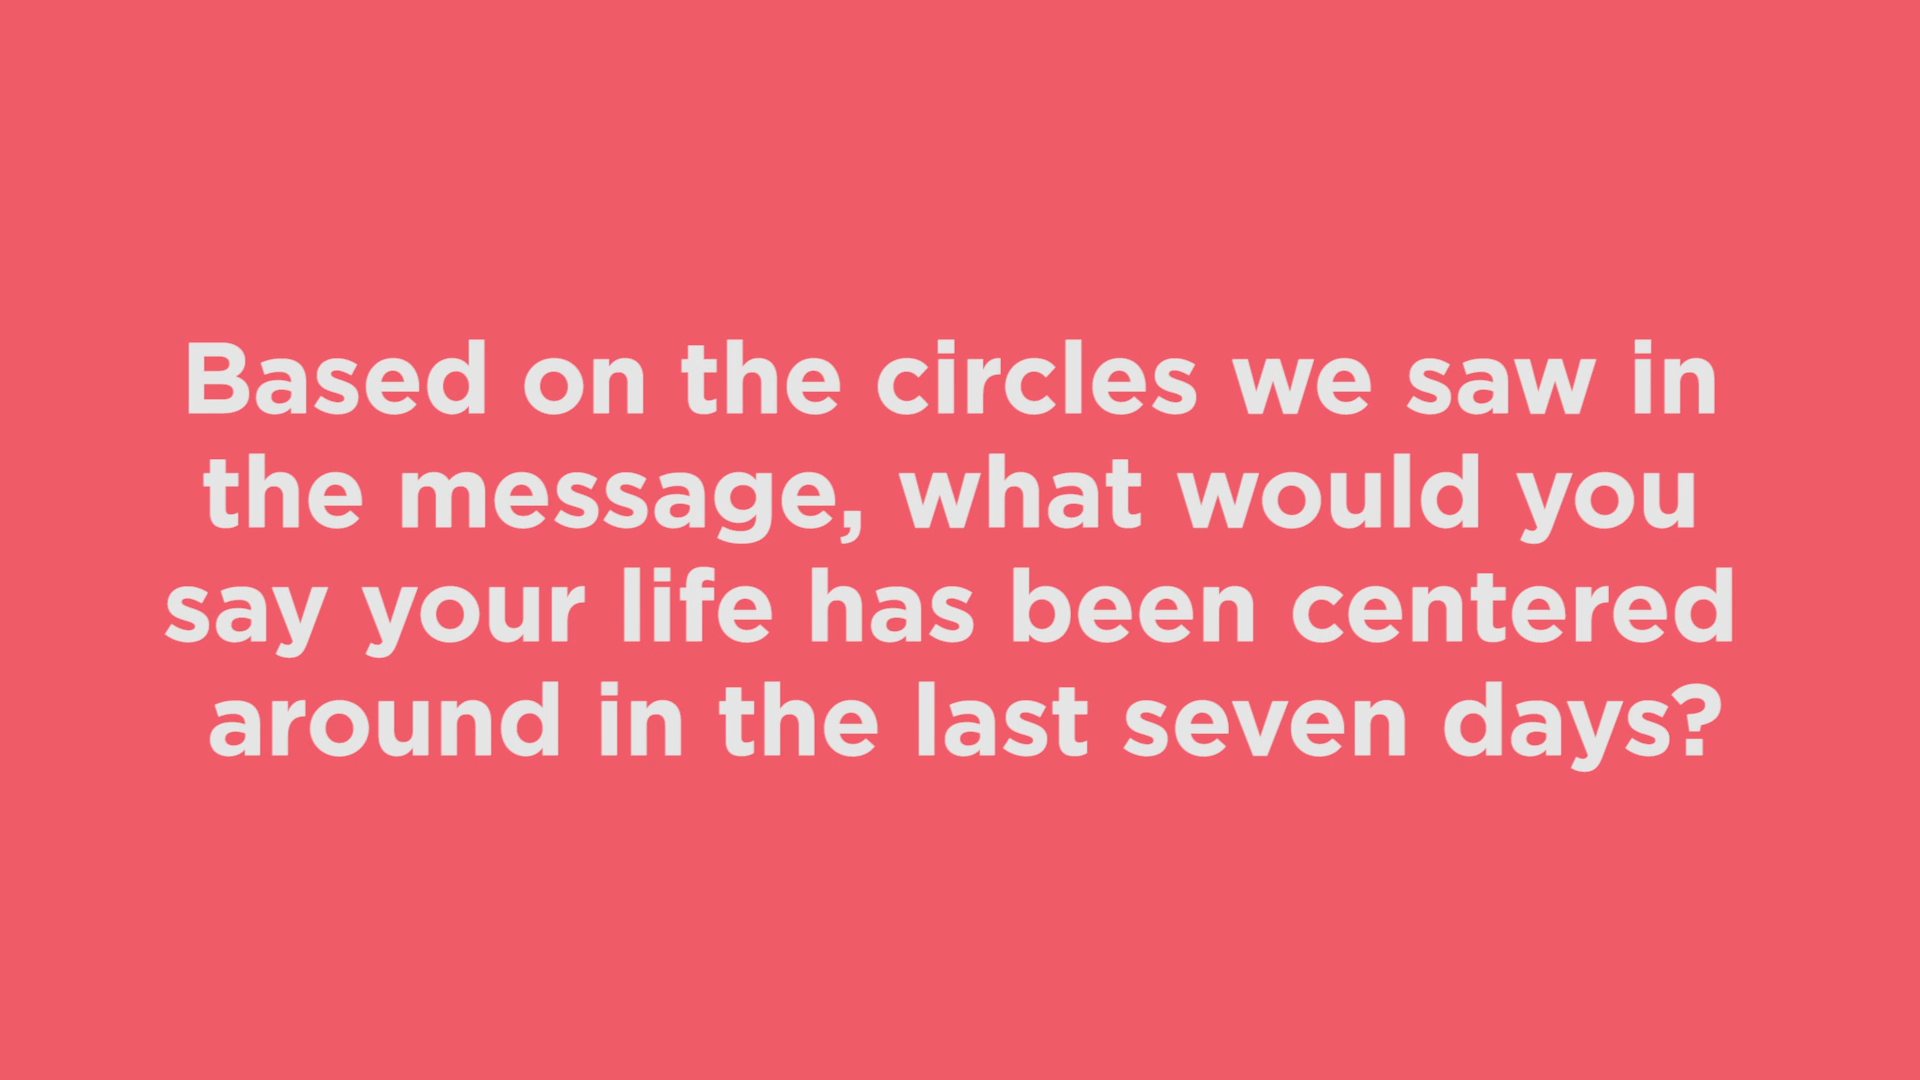 Based on the circles we saw in
the message, what would you
say your life has been centered
around in the last seven days?